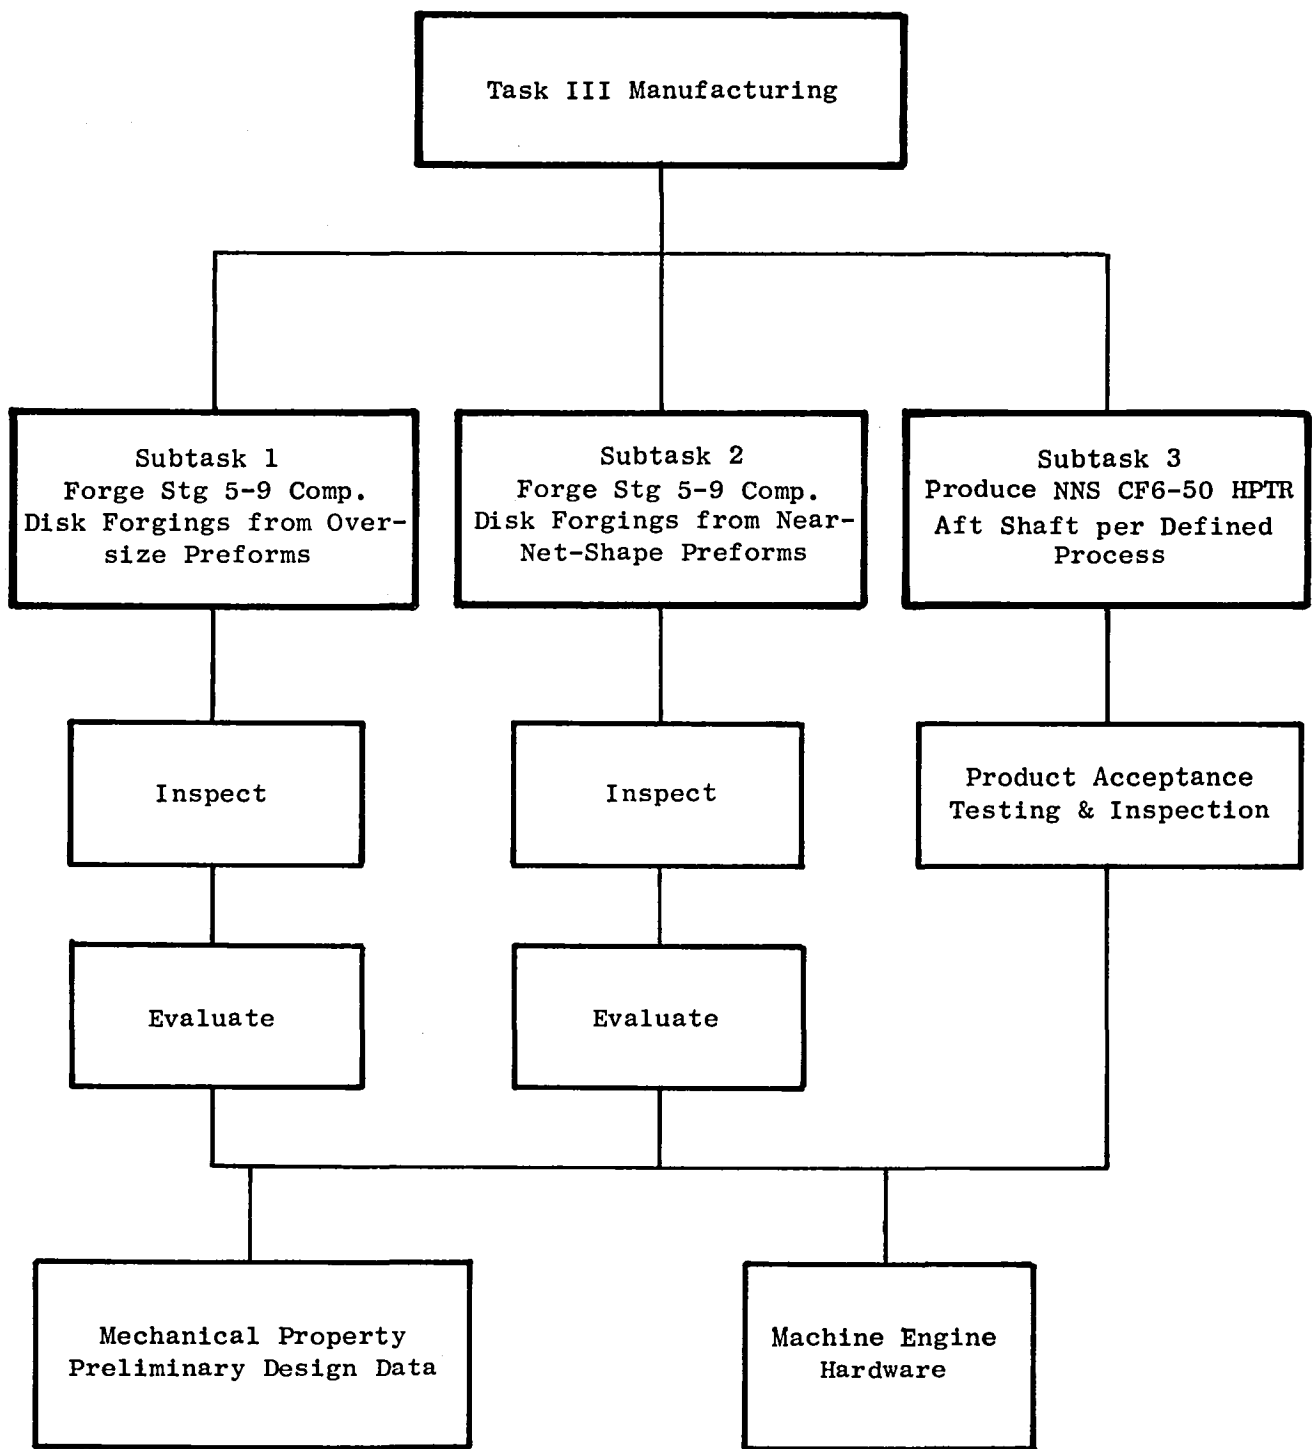 Task III Manufacturing
Subtask 1
Forge Stg 5-9 Comp.
Disk Forgings from Over-
size Preforms
Subtask 2
Forge Stg 5-9 Comp.
Disk Forgings from Near-
Net-Shape Preforms
Subtask 3
Produce NNS CF6-50 HPTR
Aft Shaft per Defined
Process
Inspect
Inspect
Product Acceptance
Testing & Inspection
Evaluate
Evaluate
Mechanical Property
Preliminary Design Data
Machine Engine
Hardware